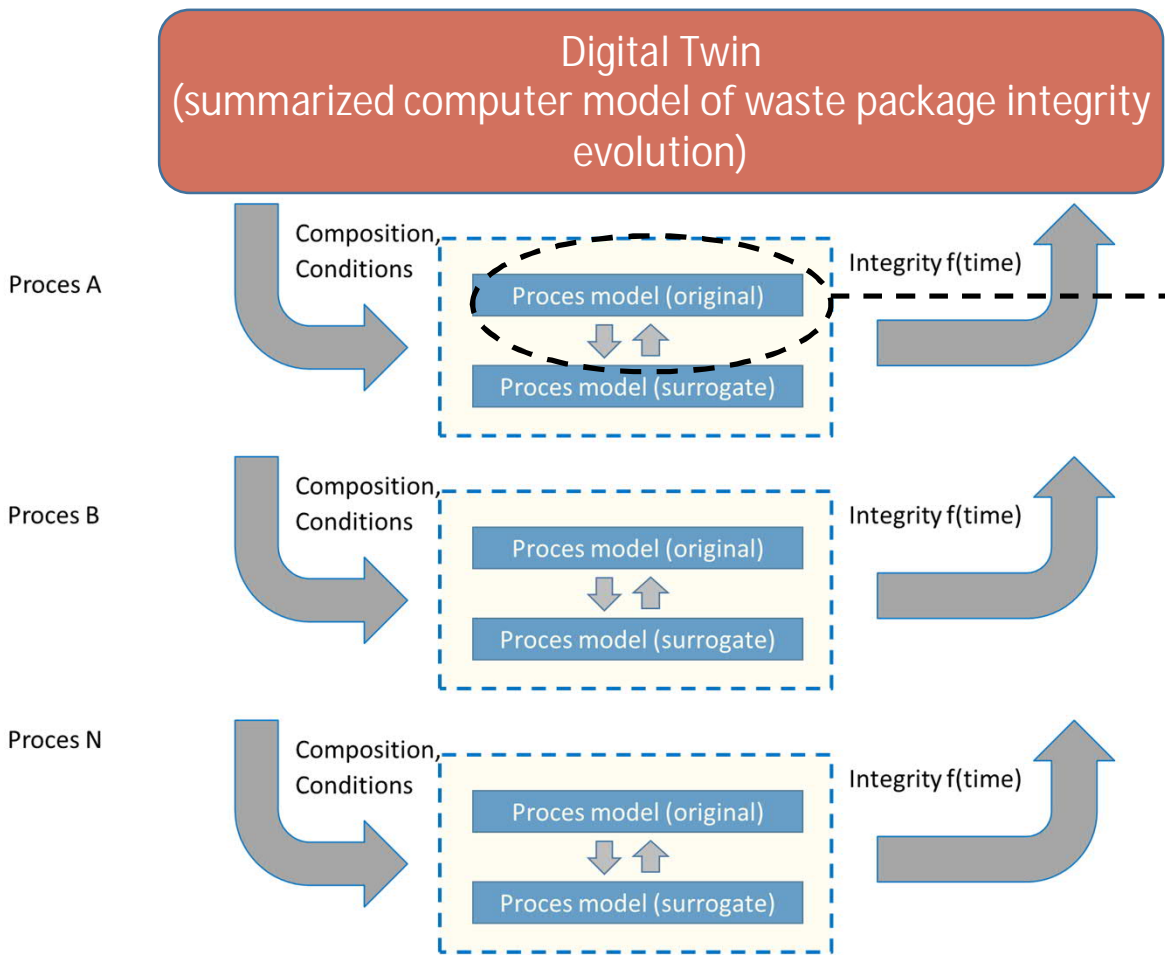 Digital Twin
(summarized computer model of waste package integrity
evolution)
Proces A
Composition,
Conditions
Proces model (original)
Proces model (surrogate)
Integrity f(time)
Proces B
Composition,
Conditions
Proces model (original)
Proces model (surrogate)
Integrity f(time)
Proces N
Composition,
Conditions
Proces model (original)
Proces model (surrogate)
Integrity f(time)